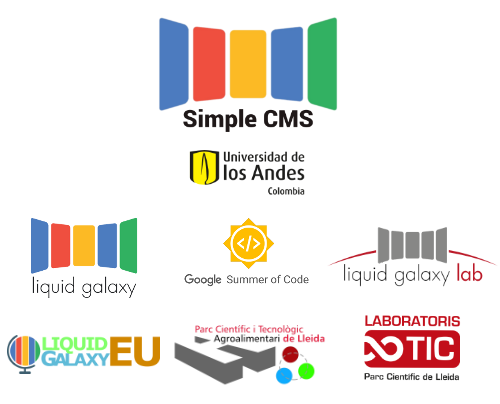 Simple CMS
Universidad de
los Andes
Colombia
liquid galaxy
Google Summer of Code
liquid galaxy lab
LIQUID
GALAXY EU
Parc Científic i Tecnològic
Agroalimentari de Lleida
LABORATORIS
TIC
Parc Científic de Lleida